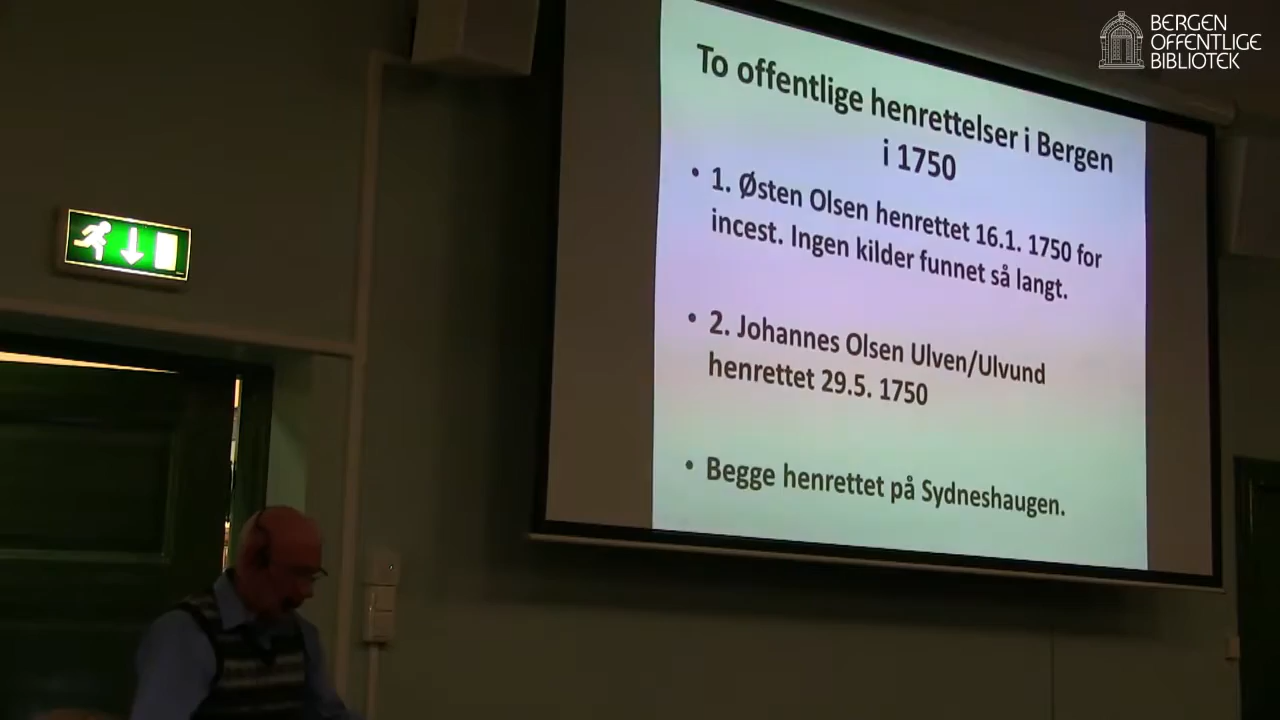 BERGEN
OFFENTLIGE
BIBLIOTEK
To offentlige henrettelser i Bergen
i 1750
• 1. Østen Olsen henrettet 16.1. 1750 for
incest. Ingen kilder funnet så langt.
• 2. Johannes Olsen Ulven/Ulvund
henrettet 29.5. 1750
• Begge henrettet på Sydneshaugen.